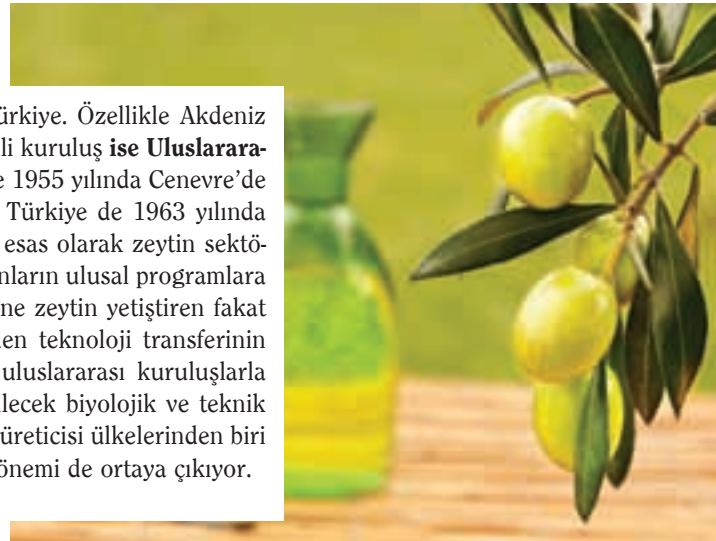 ürkiye. Özellikle Akdeniz
li kuruluş ise Uluslarara-
e 1955 yılında Cenevre’de
Türkiye de 1963 yılında
esas olarak zeytin sektö-
nların ulusal programlara
ne zeytin yetiştiren fakat
en teknoloji transferinin
uluslararası kuruluşlarla
ilecek biyolojik ve teknik
üreticisi ülkelerinden biri
önemi de ortaya çıkıyor.